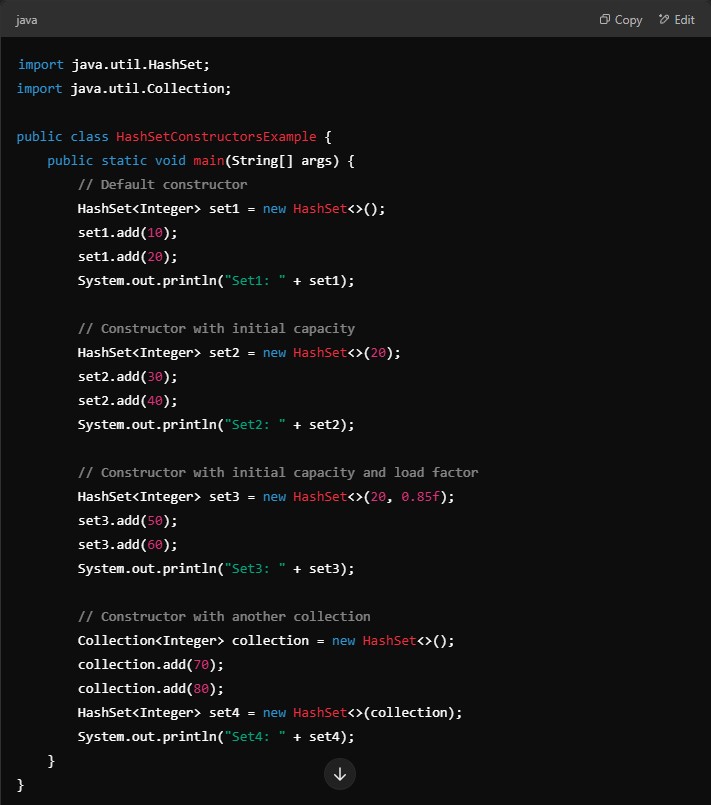 java
Copy
Edit
import java.util.HashSet;
import java.util.Collection;
public class HashSetConstructorsExample {
    public static void main(String[] args) {
        // Default constructor
        HashSet<Integer> set1 = new HashSet<>();
        set1.add(10);
        set1.add(20);
        System.out.println("Set1: " + set1);

        // Constructor with initial capacity
        HashSet<Integer> set2 = new HashSet<>(20);
        set2.add(30);
        set2.add(40);
        System.out.println("Set2: " + set2);

        // Constructor with initial capacity and load factor
        HashSet<Integer> set3 = new HashSet<>(20, 0.85f);
        set3.add(50);
        set3.add(60);
        System.out.println("Set3: " + set3);

        // Constructor with another collection
        Collection<Integer> collection = new HashSet<>();
        collection.add(70);
        collection.add(80);
        HashSet<Integer> set4 = new HashSet<>(collection);
        System.out.println("Set4: " + set4);
    }
}